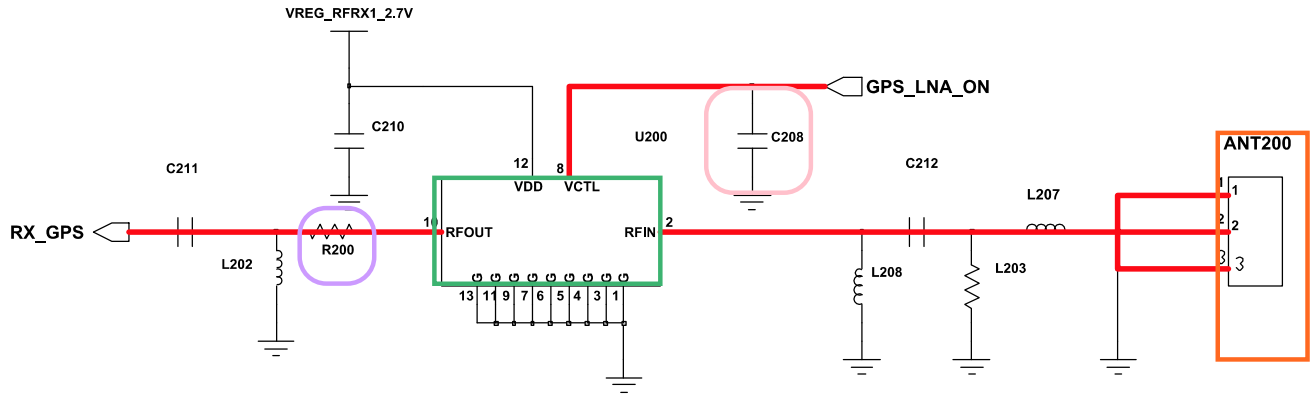 VREG_RFRX1_2.7V
GPS_LNA_ON
C210
U200
C208
ANT200
C211
12
8
C212
VDD
VCTL
1
1
L207
RX_GPS
10
RFOUT
RFIN
2
2
2
R200
L202
L208
L203
3
3
G G G G G G G G
13 11 9 7 6 5 4 3 1